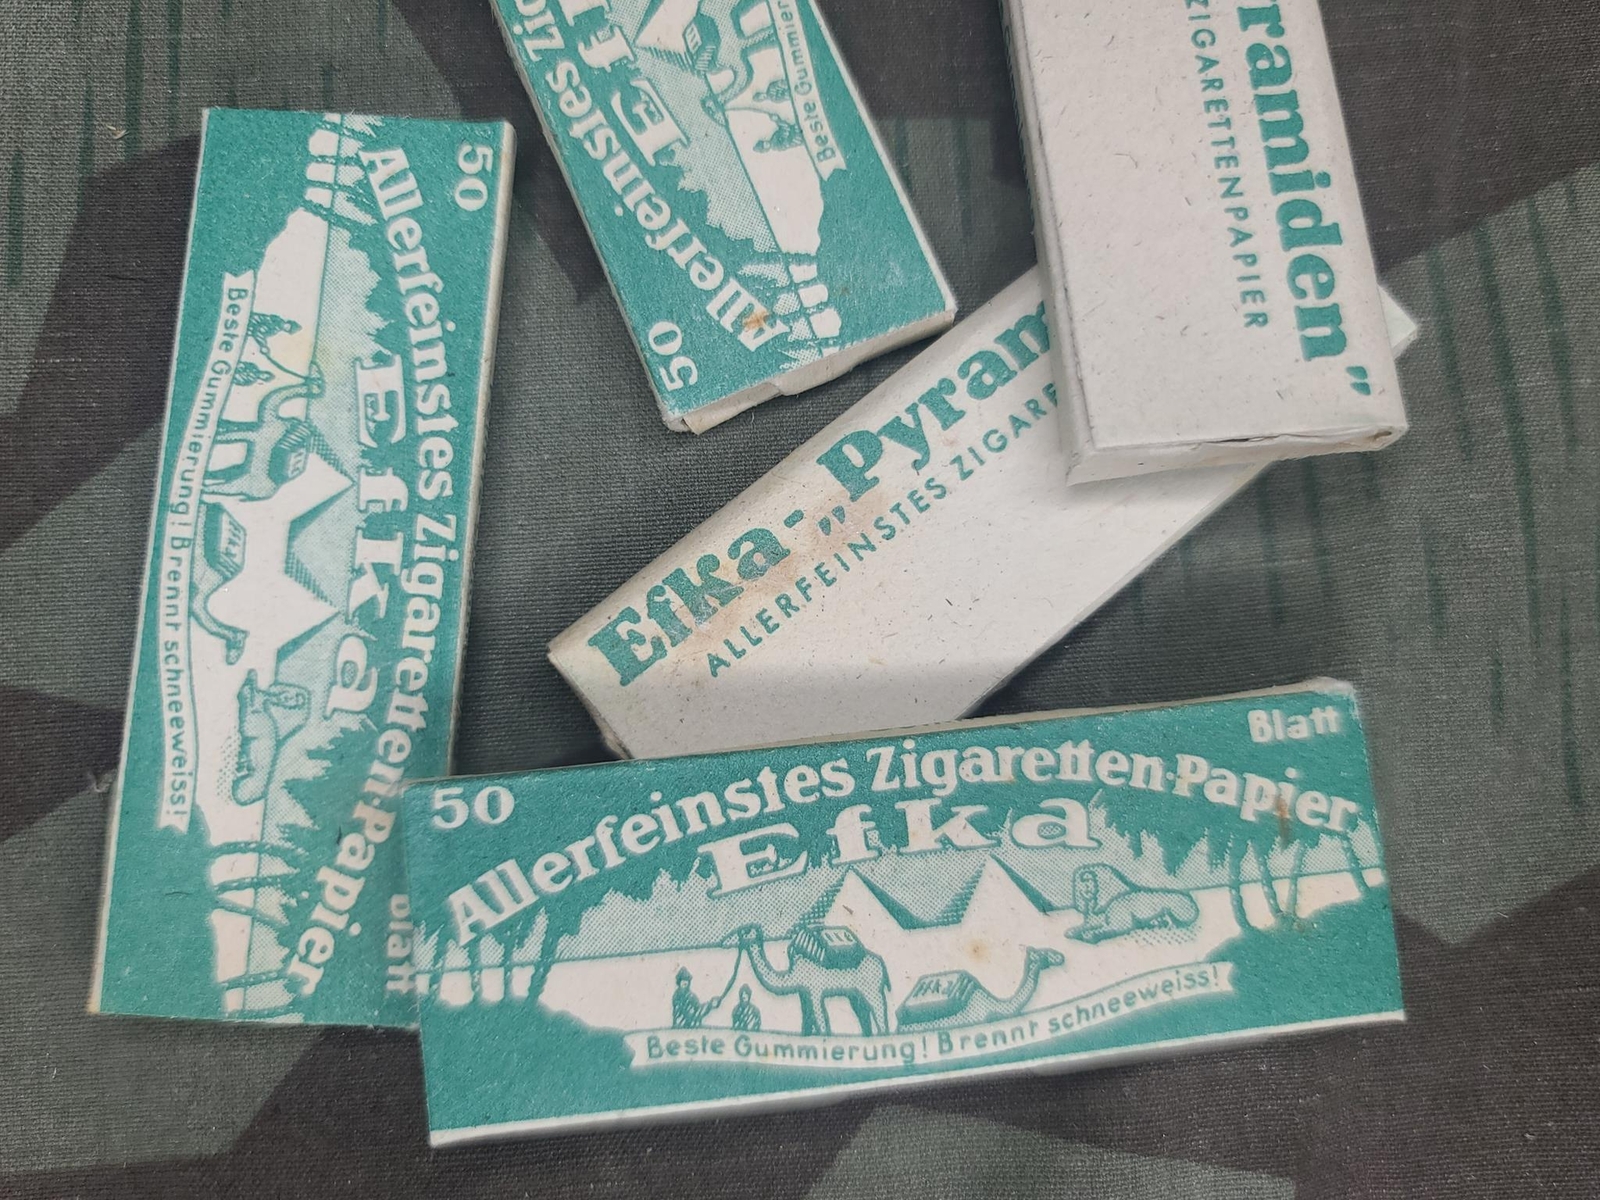 50
Allerfeinstes Zigaretten-Papier
Efka
Beste Gummierung! Brennt schneeweiss!
Blatt
50
Allerfeinstes
Beste
50
ramiden"
ZIGARETTENPAPIER
Efka-„Pyram
ALLERFEINSTES ZIGARE
50
Blatt
Allerfeinstes Zigaretten-Papier
Efka
Efka
Beste Gummierung! Brennt schneeweiss!